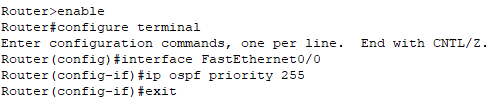 Router>enable
Router#configure terminal
Enter configuration commands, one per line.  End with CNTL/Z.
Router(config)#interface FastEthernet0/0
Router(config-if)#ip ospf priority 255
Router(config-if)#exit